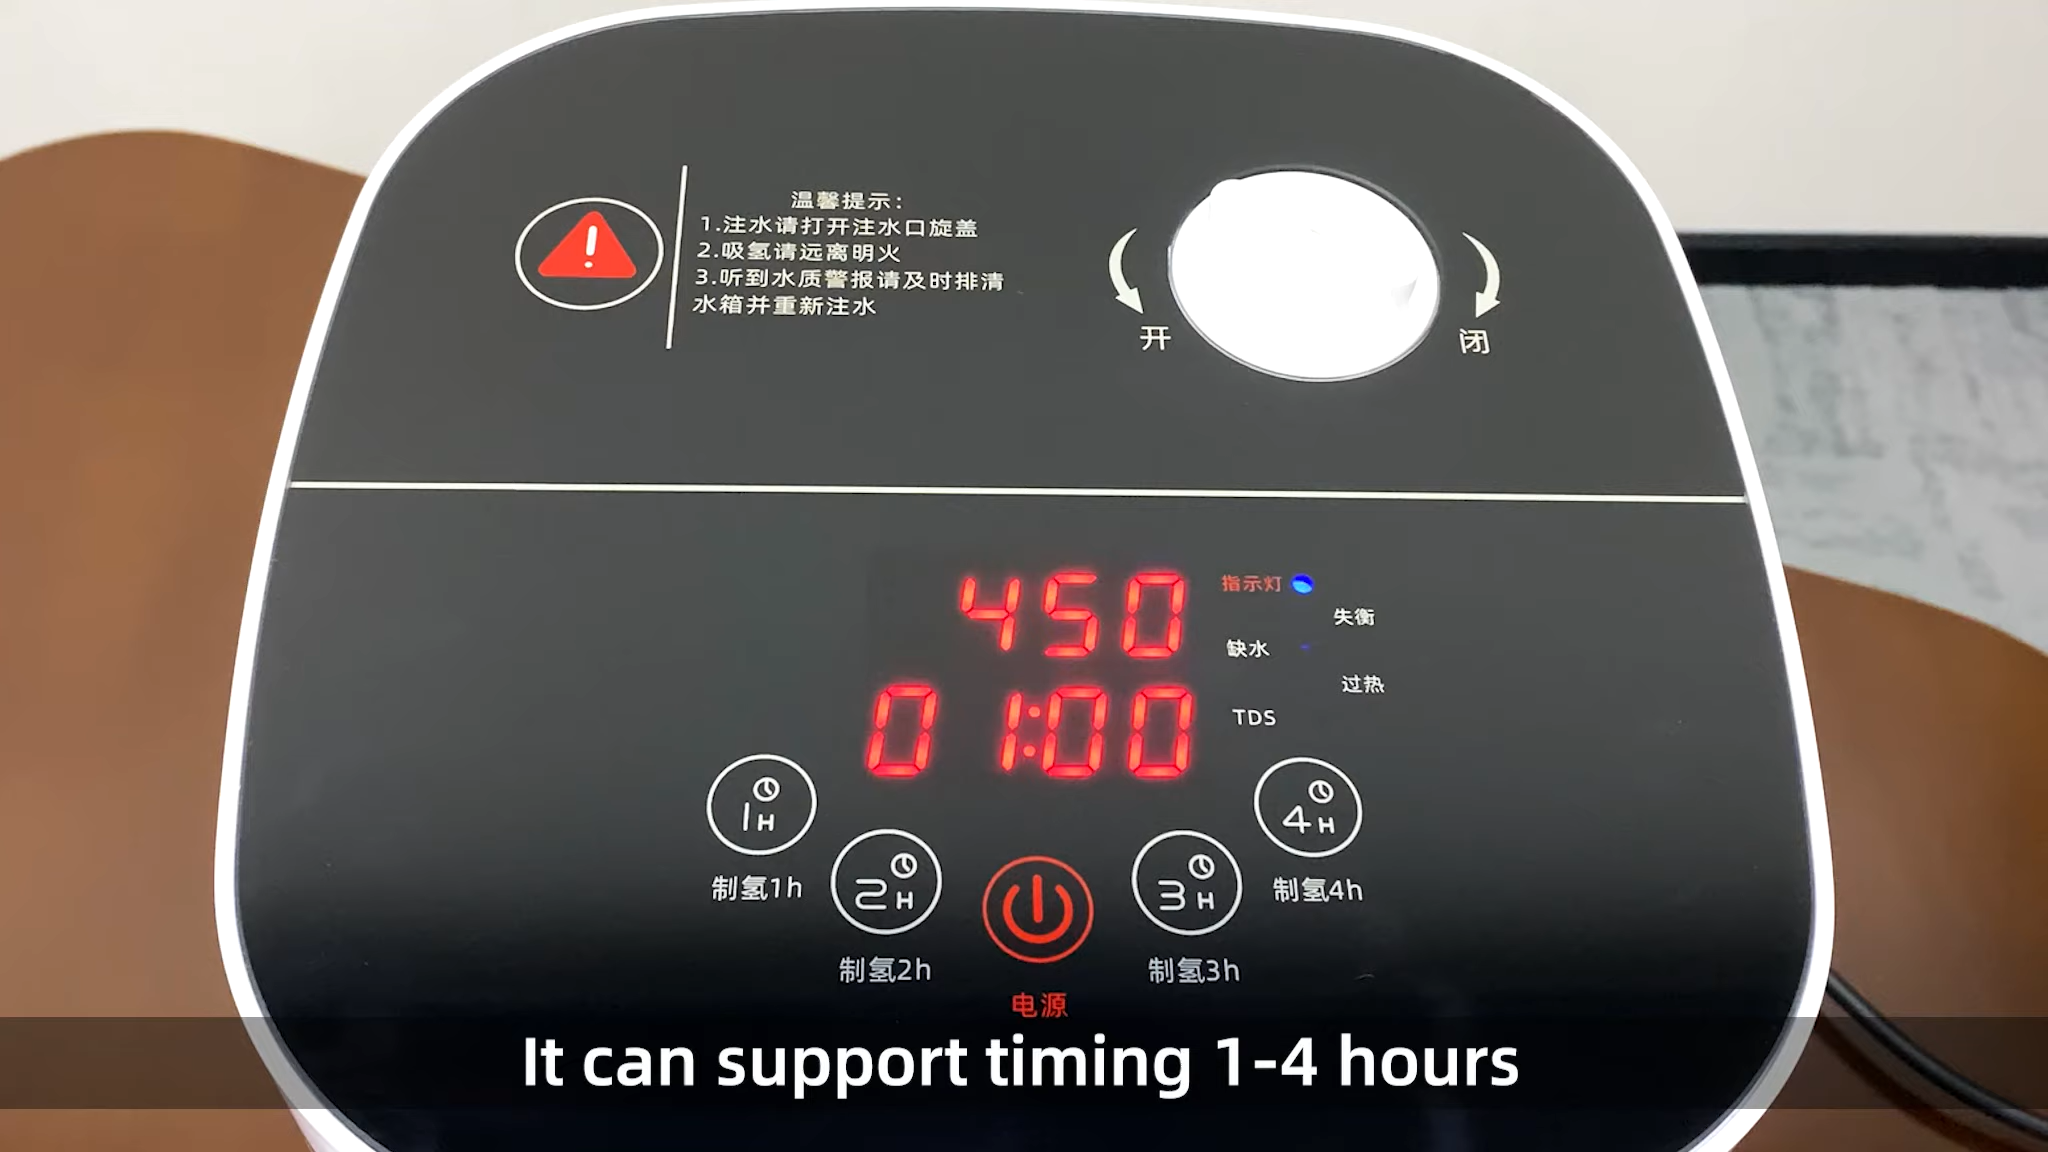 温馨提示:
1.注水请打开注水口旋盖
2.吸氢请远离明火
3.听到水质警报请及时排清
水箱并重新注水
开
闭
450
指示灯
失衡
缺水
过热
01:00
TDS
1H
4H
制氢1h
2H
3H
制氢4h
制氢2h
制氢3h
电源
It can support timing 1-4 hours